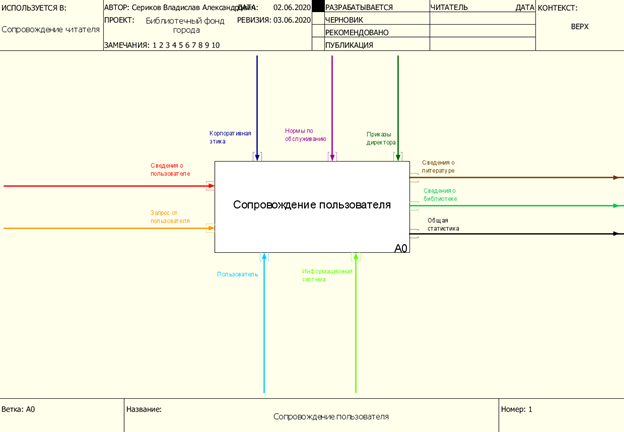 ИСПОЛЬЗУЕТСЯ В:
Сопровождение читателя
АВТОР: Сериков Владислав
ДАТА: 02.06.2020
ПРОЕКТ: Библиотечный фонд
города
РЕВИЗИЯ: 03.06.2020
ЗАМЕЧАНИЯ: 1 2 3 4 5 6 7 8 9 10
РАЗРАБАТЫВАЕТСЯ
ЧЕРНОВИК
РЕКОМЕНДОВАНО
ПУБЛИКАЦИЯ
ЧИТАТЕЛЬ
ДАТА
КОНТЕКСТ:
ВЕРХ
Корпоративная
этика
Нормы по
обслуживанию
Приказы
директора
Сведения о
пользователе
Запрос от
пользователя
Сопровождение пользователя
A0
Сведения о
литературе
Сведения о
библиотеке
Общая
статистика
Пользователь
Информационная
система
Ветка: A0
Название:
Сопровождение пользователя
Номер: 1